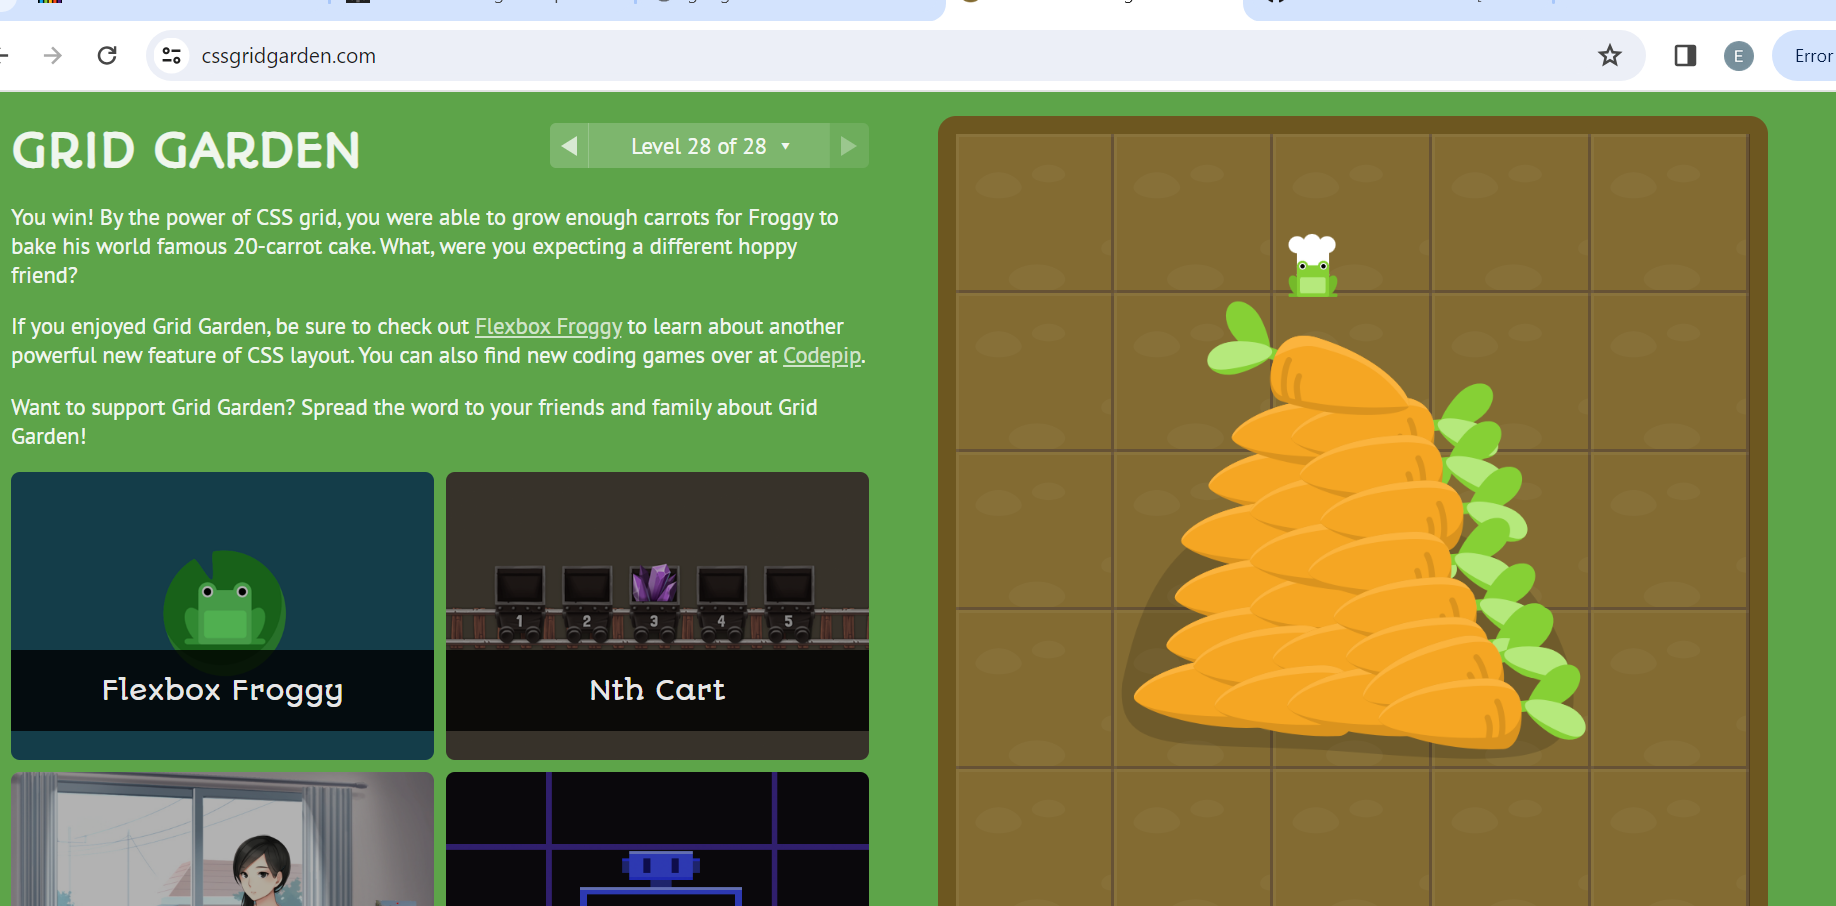 cssgridgarden.com
E
Error
GRID GARDEN
◀ Level 28 of 28 ▼ ▶
You win! By the power of CSS grid, you were able to grow enough carrots for Froggy to
bake his world famous 20-carrot cake. What, were you expecting a different hoppy
friend?
If you enjoyed Grid Garden, be sure to check out Flexbox Froggy to learn about another
powerful new feature of CSS layout. You can also find new coding games over at Codepip.
Want to support Grid Garden? Spread the word to your friends and family about Grid
Garden!
1 2 3 4 5
Flexbox Froggy
Nth Cart